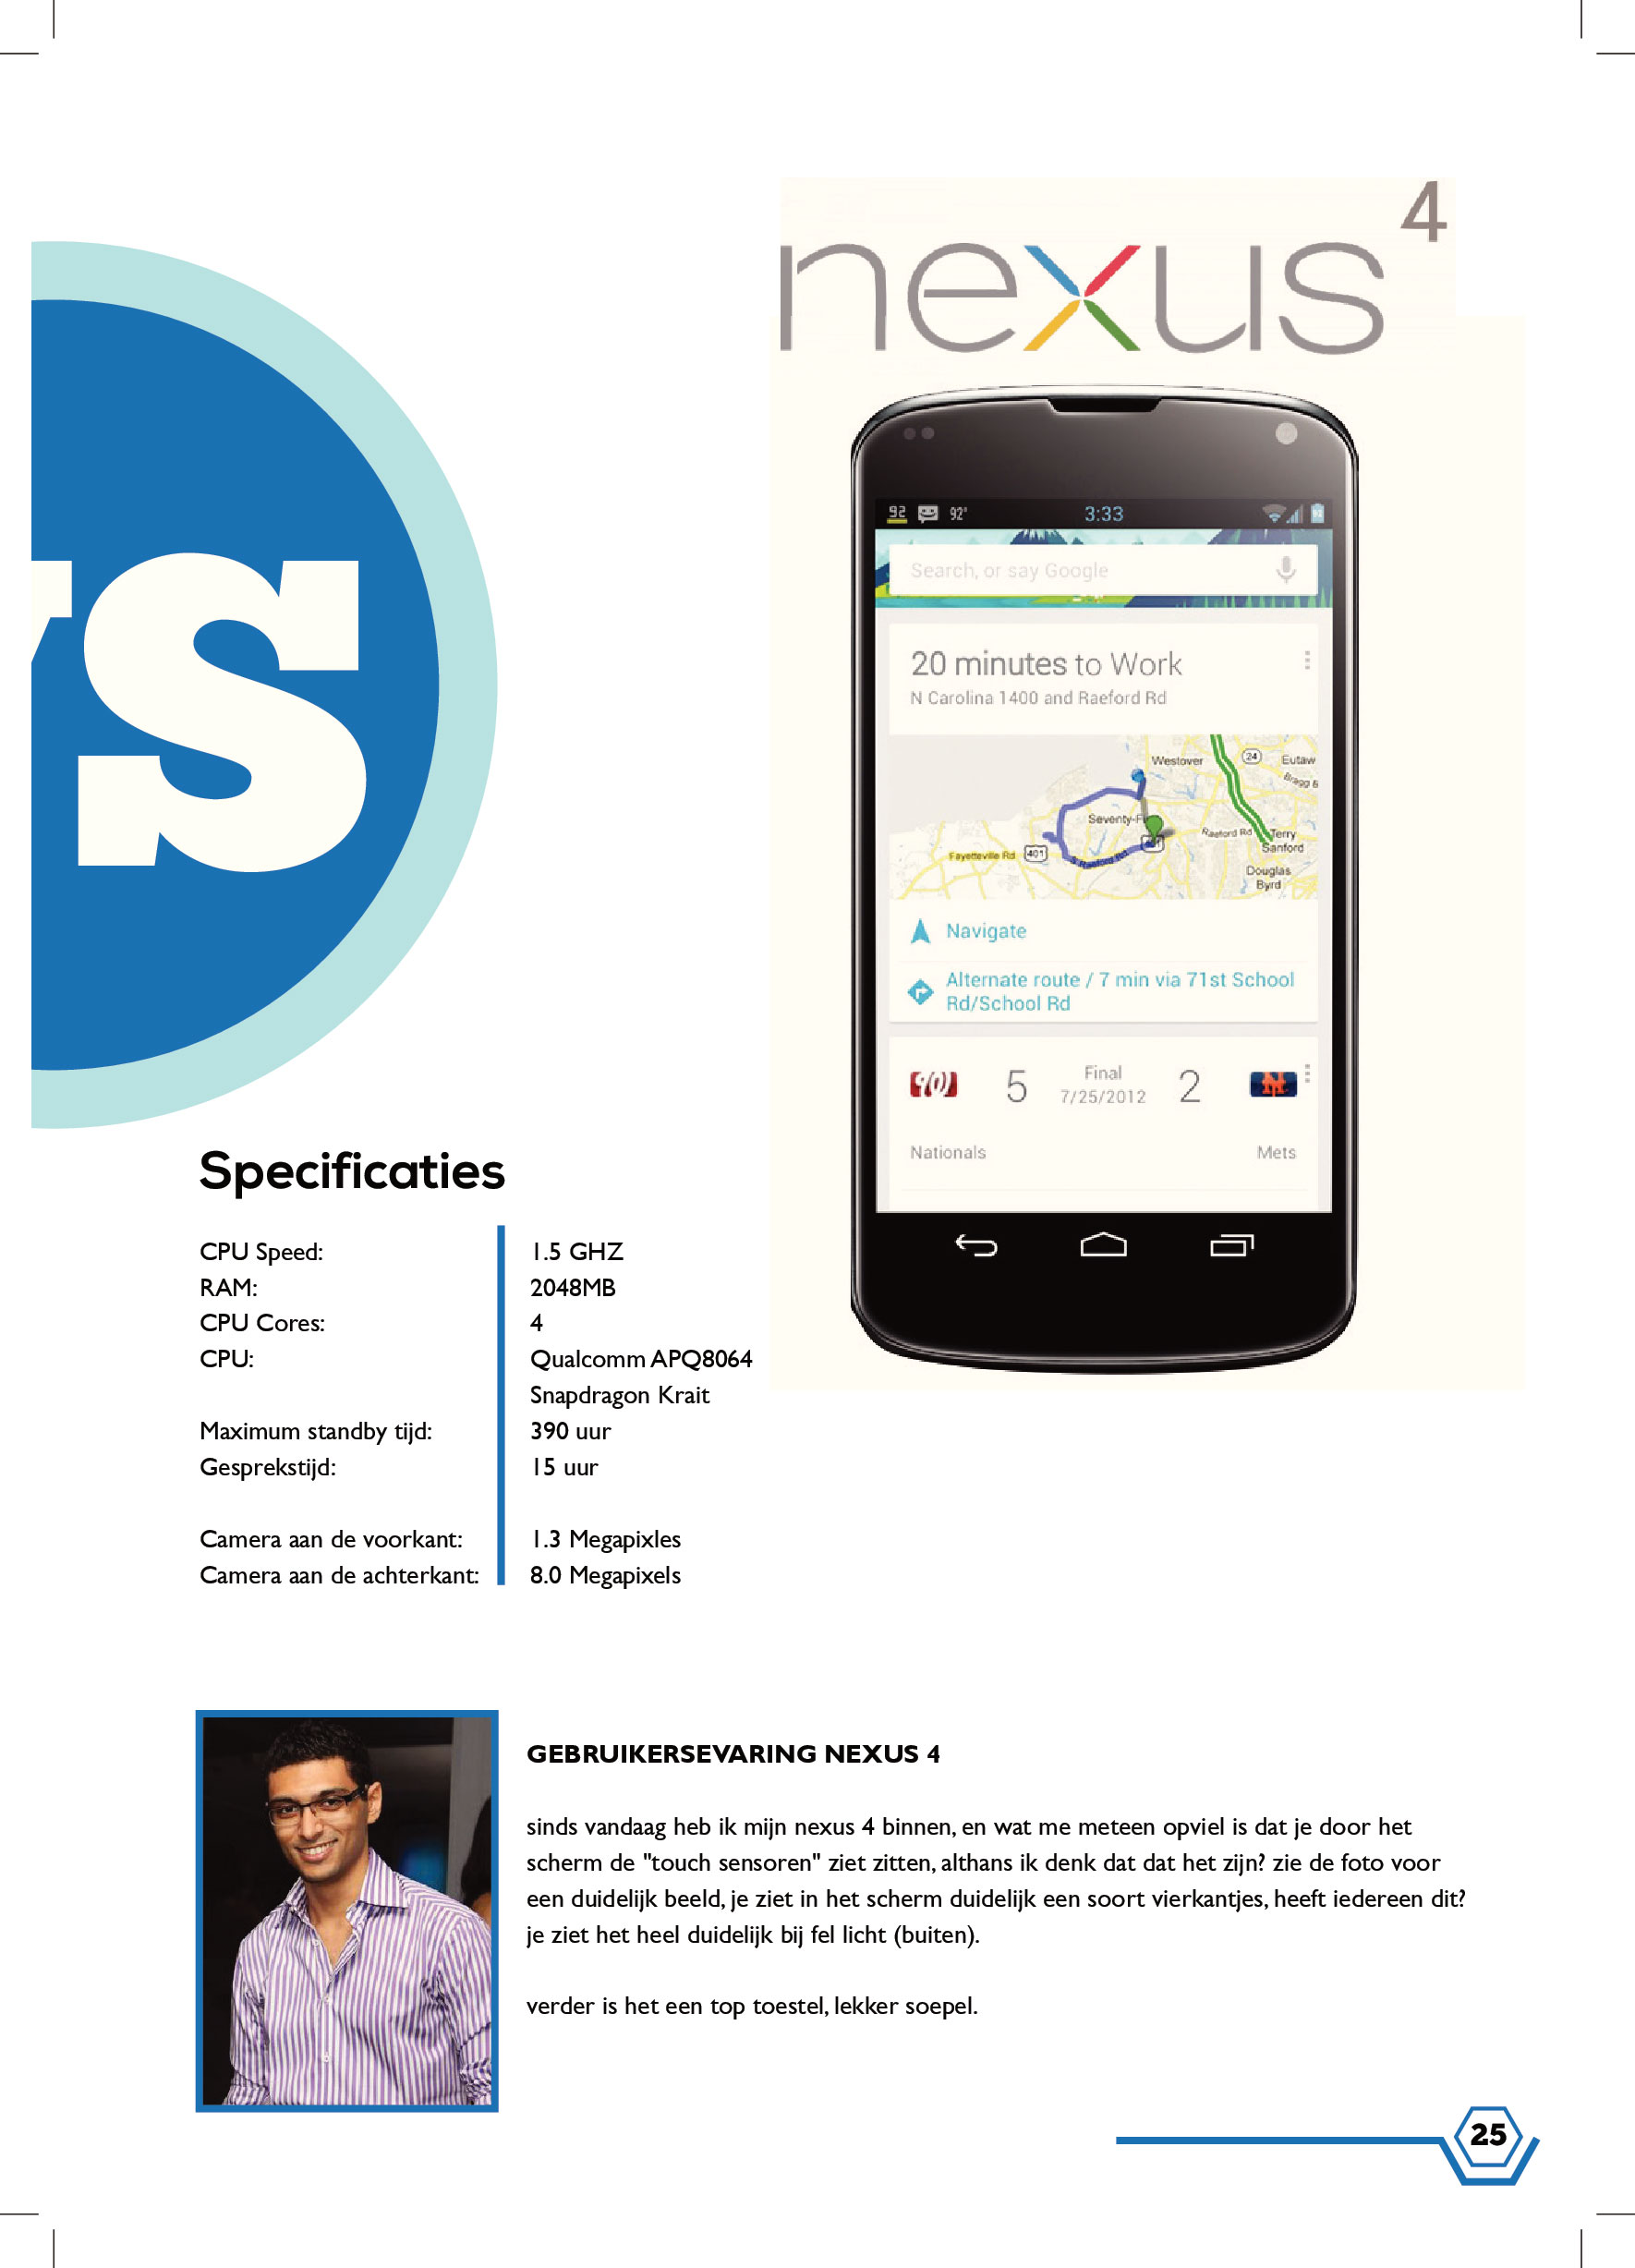 nexus 4
's
92 92° 3:33 92
Search, or say Google
20 minutes to Work
N Carolina 1400 and Raeford Rd
Westover 24 Eutaw
Bragg B
Seventy-Fi
401
Raeford Rd Terry
Sanford
Fayetteville Rd 401 S Raeford Rd
Douglas
Byrd
Navigate
Alternate route / 7 min via 71st School
Rd/School Rd
5 Final 2
7/25/2012
Nationals Mets
Specificaties
CPU Speed: 1.5 GHZ
RAM: 2048MB
CPU Cores: 4
CPU: Qualcomm APQ8064
Snapdragon Krait
Maximum standby tijd: 390 uur
Gesprekstijd: 15 uur
Camera aan de voorkant: 1.3 Megapixles
Camera aan de achterkant: 8.0 Megapixels
GEBRUIKERSEVARING NEXUS 4
sinds vandaag heb ik mijn nexus 4 binnen, en wat me meteen opviel is dat je door het
scherm de "touch sensoren" ziet zitten, althans ik denk dat dat het zijn? zie de foto voor
een duidelijk beeld, je ziet in het scherm duidelijk een soort vierkantjes, heeft iedereen dit?
je ziet het heel duidelijk bij fel licht (buiten).
verder is het een top toestel, lekker soepel.
25